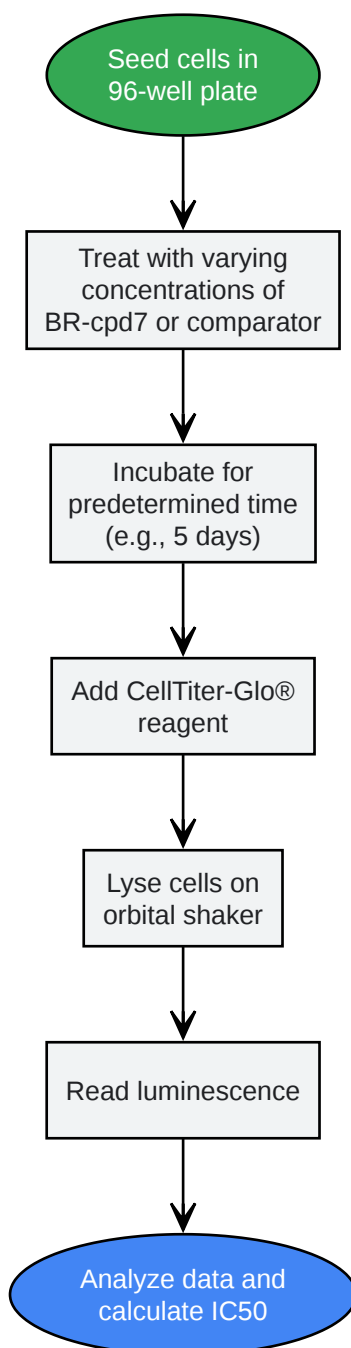 Seed cells in
96-well plate
Treat with varying
concentrations of
BR-cpd7 or comparator
Incubate for
predetermined time
(e.g., 5 days)
Add CellTiter-Glo®
reagent
Lyse cells on
orbital shaker
Read luminescence
Analyze data and
calculate IC50